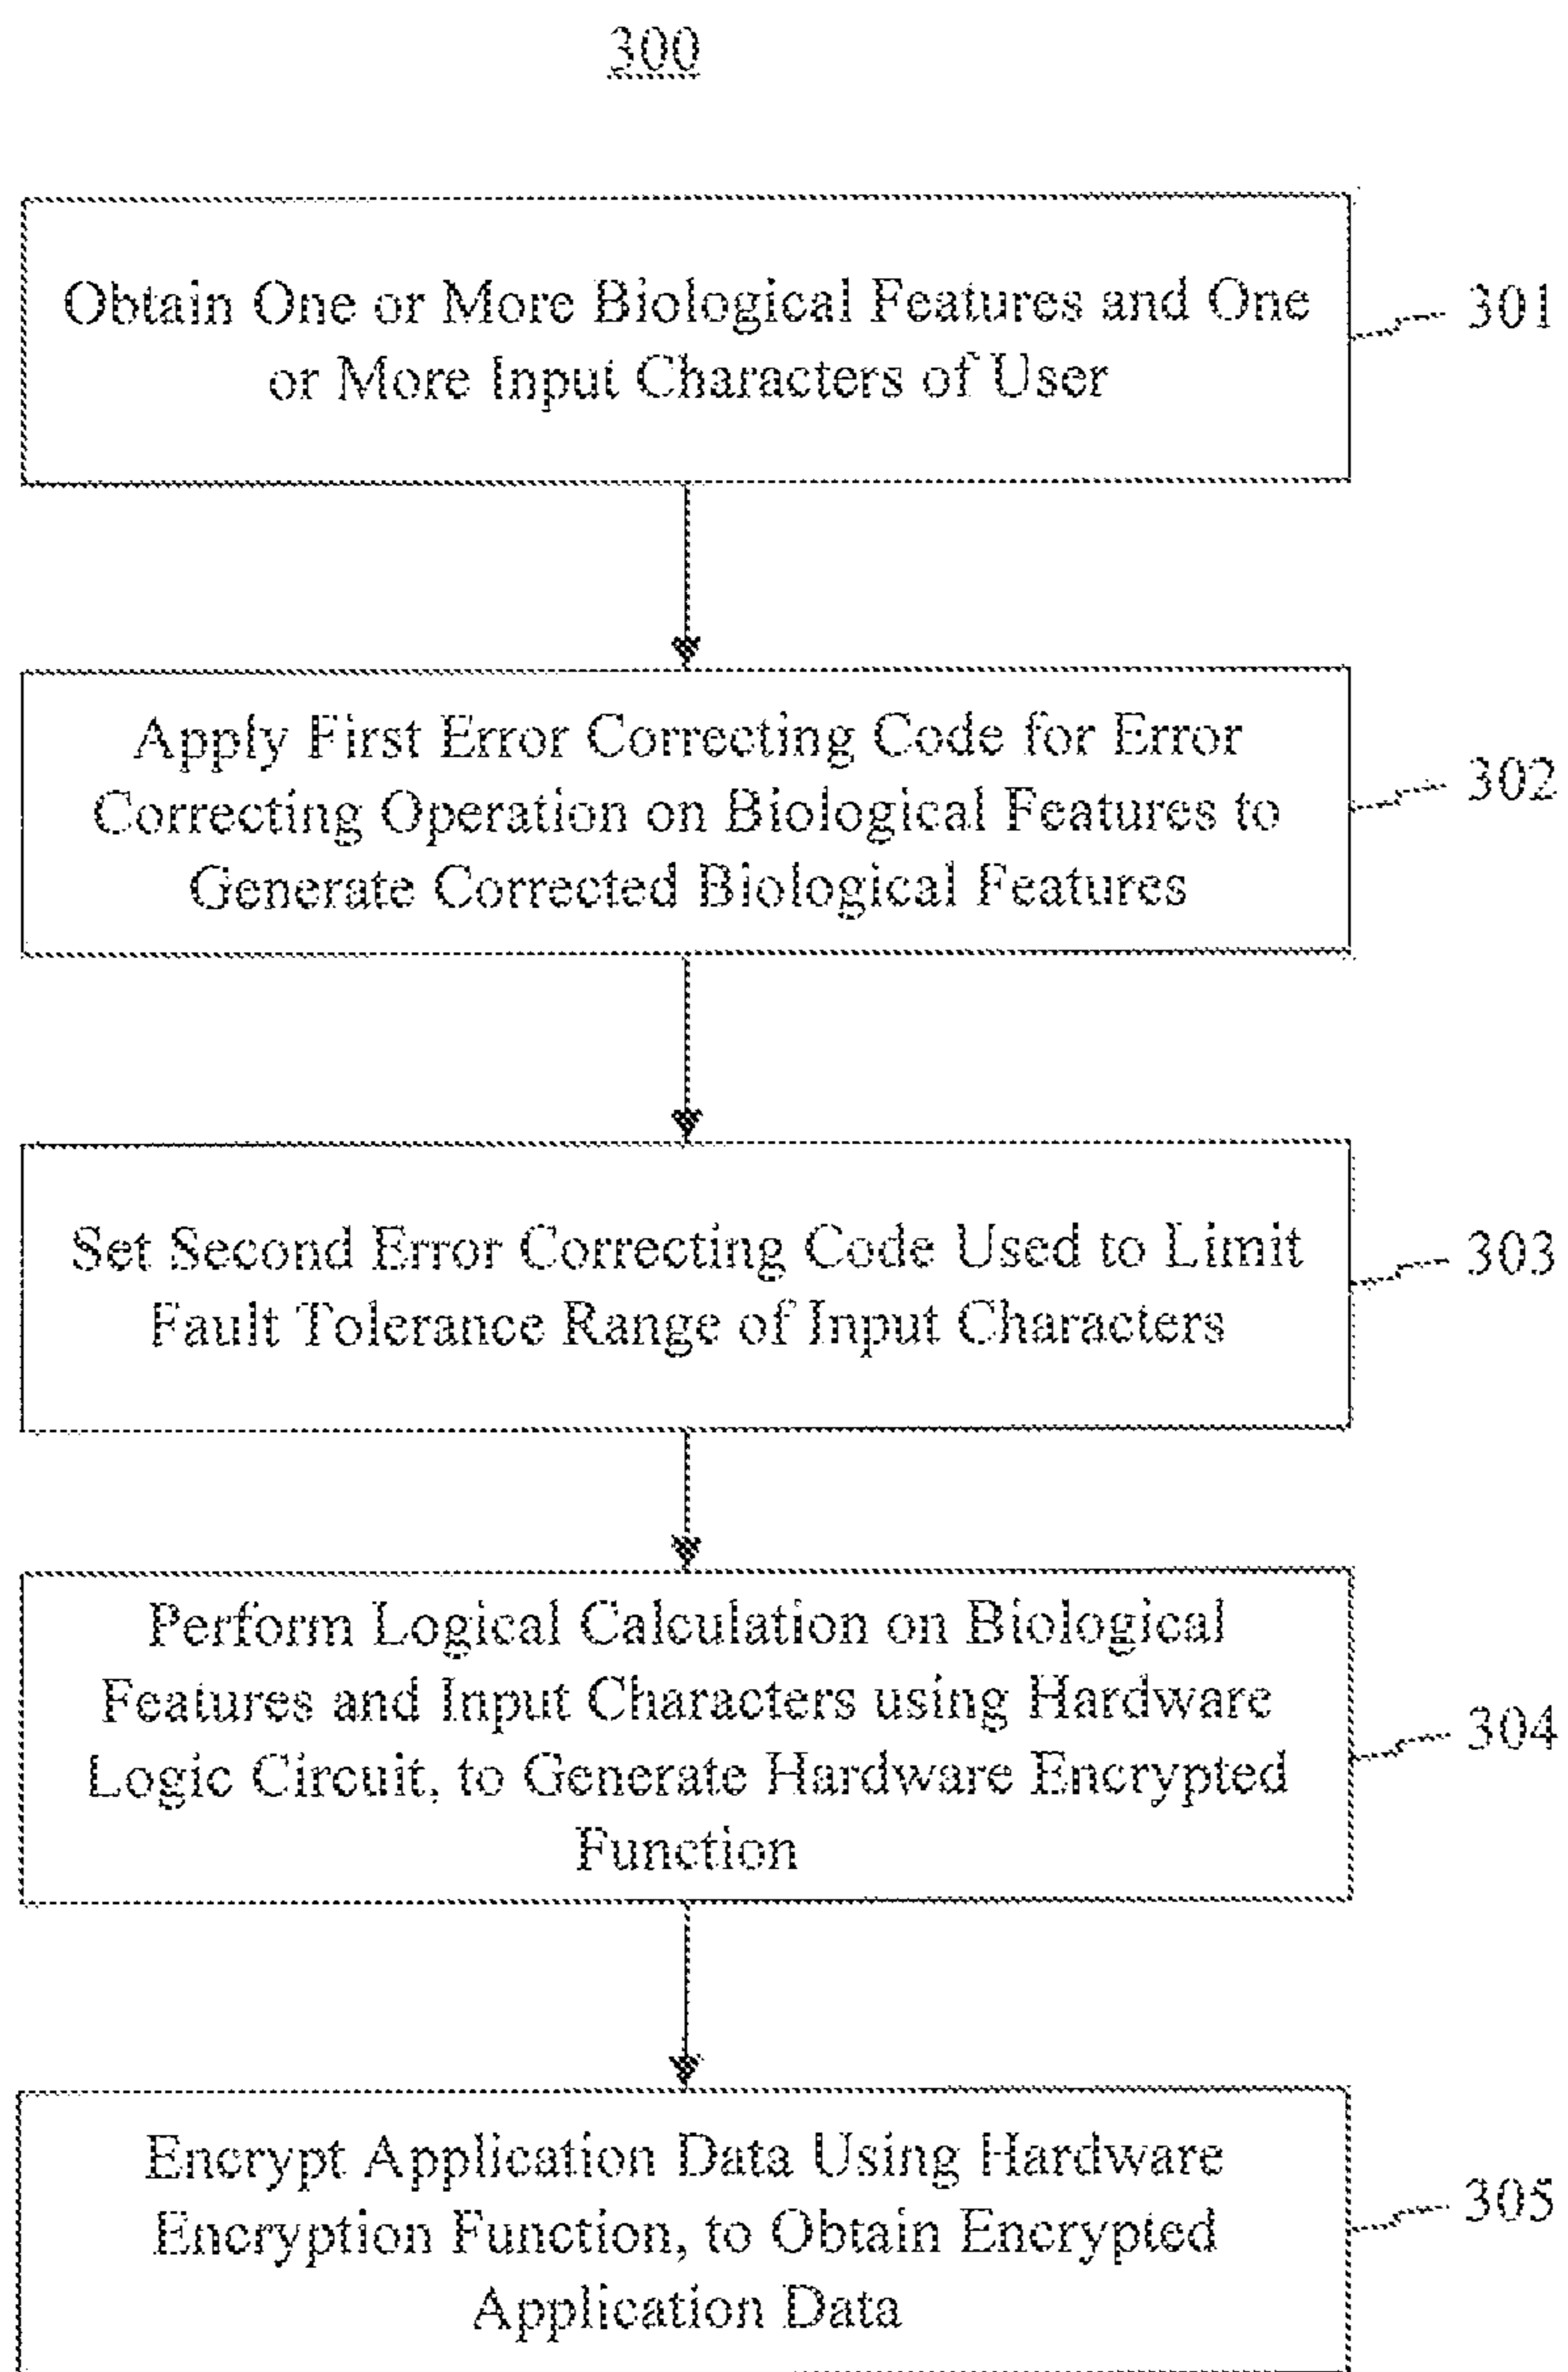 300
Obtain One or More Biological Features and One
or More Input Characters of User
301
Apply First Error Correcting Code for Error
Correcting Operation on Biological Features to
Generate Corrected Biological Features
302
Set Second Error Correcting Code Used to Limit
Fault Tolerance Range of Input Characters
303
Perform Logical Calculation on Biological
Features and Input Characters using Hardware
Logic Circuit, to Generate Hardware Encrypted
Function
304
Encrypt Application Data Using Hardware
Encryption Function, to Obtain Encrypted
Application Data
305